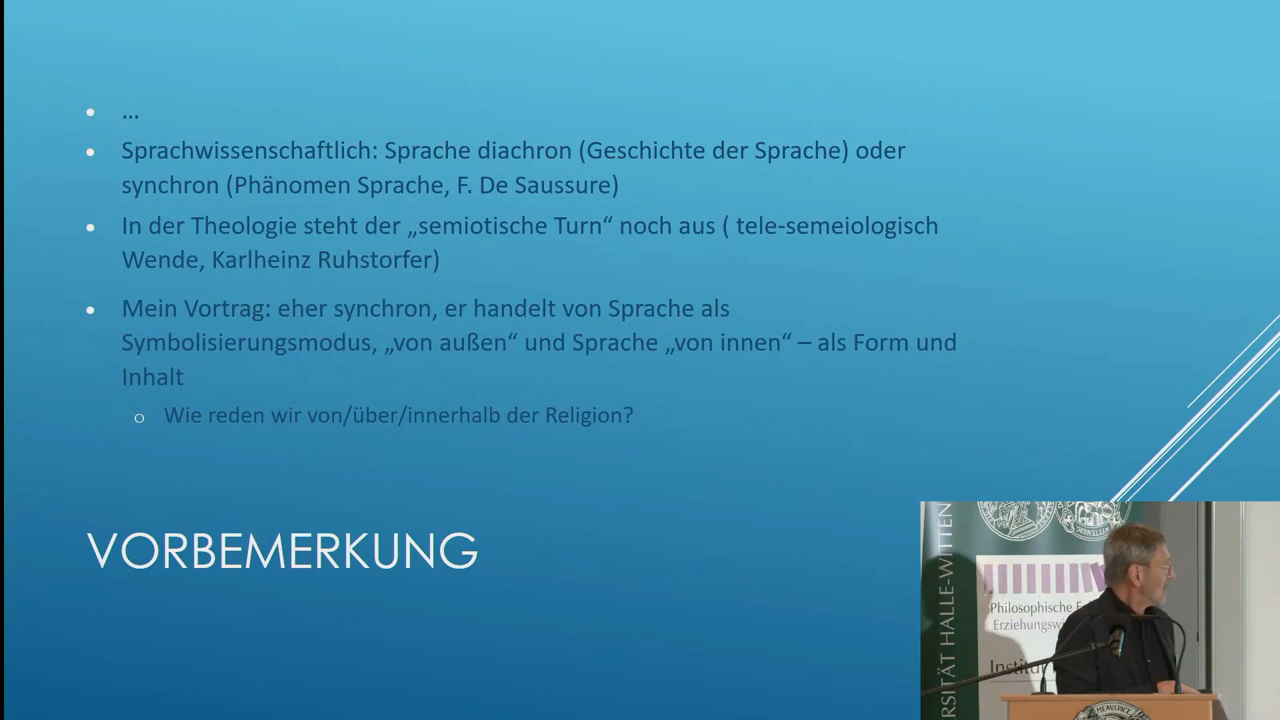 …
Sprachwissenschaftlich: Sprache diachron (Geschichte der Sprache) oder
synchron (Phänomen Sprache, F. De Saussure)
In der Theologie steht der „semiotische Turn“ noch aus ( tele-semeiologisch
Wende, Karlheinz Ruhstorfer)
Mein Vortrag: eher synchron, er handelt von Sprache als
Symbolisierungsmodus, „von außen“ und Sprache „von innen“ – als Form und
Inhalt
Wie reden wir von/über/innerhalb der Religion?
VORBEMERKUNG
RSITÄT HALLE-WITTEN
Philosophische
Erziehungswi
Institu